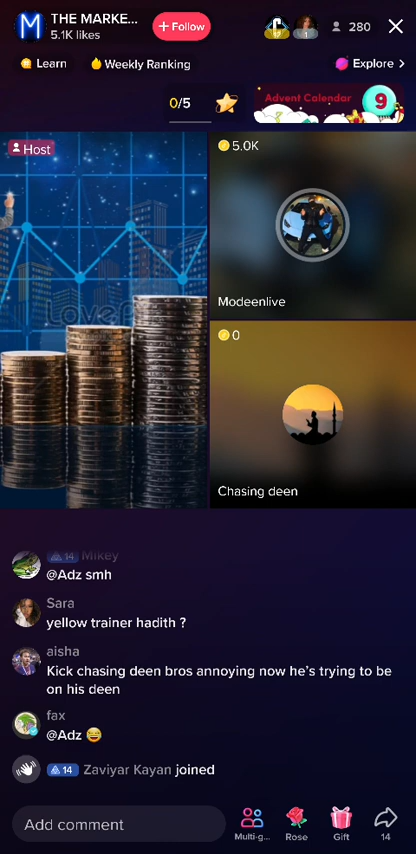 THE MARKE...
5.1K likes
+ Follow
1
280
Learn
Weekly Ranking
Explore >
0/5
Advent Calendar
9
Host
5.0K
Modeenlive
0
Chasing deen
14 Mikey
@Adz smh
Sara
yellow trainer hadith ?
aisha
Kick chasing deen bros annoying now he's trying to be
on his deen
fax
@Adz 😂
14 Zaviyar Kayan joined
Add comment
Multi-g...
Rose
Gift
14